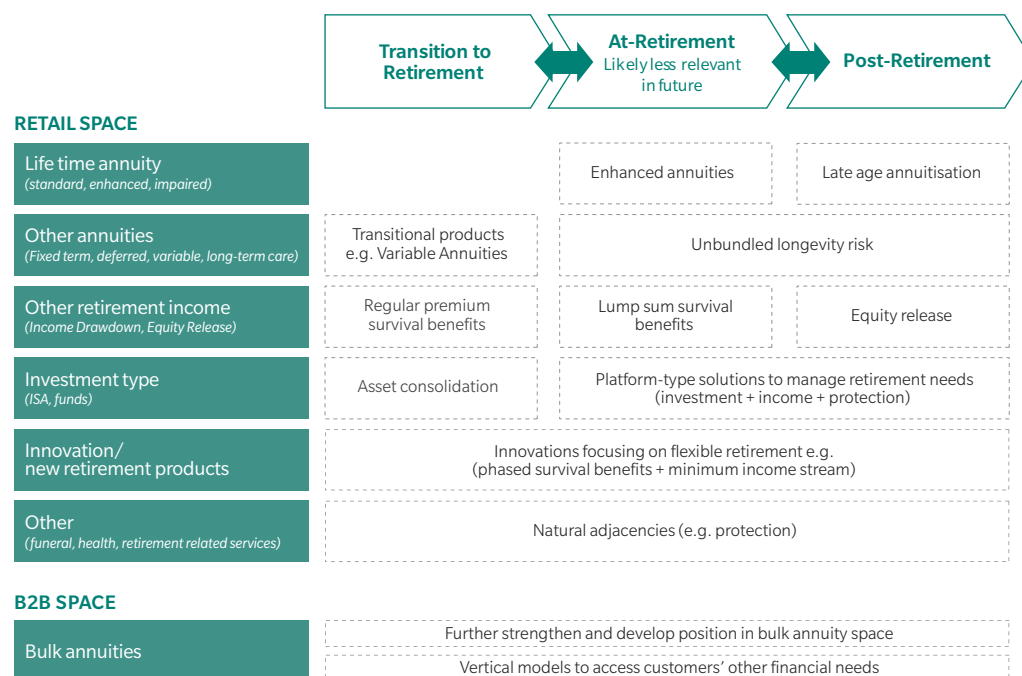 Transition to
Retirement
At-Retirement
Likely less relevant
in future
Post-Retirement
RETAIL SPACE
Life time annuity
(standard, enhanced, impaired)
Enhanced annuities
Late age annuitisation
Other annuities
(Fixed term, deferred, variable, long-term care)
Transitional products
e.g. Variable Annuities
Unbundled longevity risk
Other retirement income
(Income Drawdown, Equity Release)
Regular premium
survival benefits
Lump sum survival
benefits
Equity release
Investment type
(ISA, funds)
Asset consolidation
Platform-type solutions to manage retirement needs
(investment + income + protection)
Innovation/
new retirement products
Innovations focusing on flexible retirement e.g.
(phased survival benefits + minimum income stream)
Other
(funeral, health, retirement related services)
Natural adjacencies (e.g. protection)
B2B SPACE
Bulk annuities
Further strengthen and develop position in bulk annuity space
Vertical models to access customers’ other financial needs